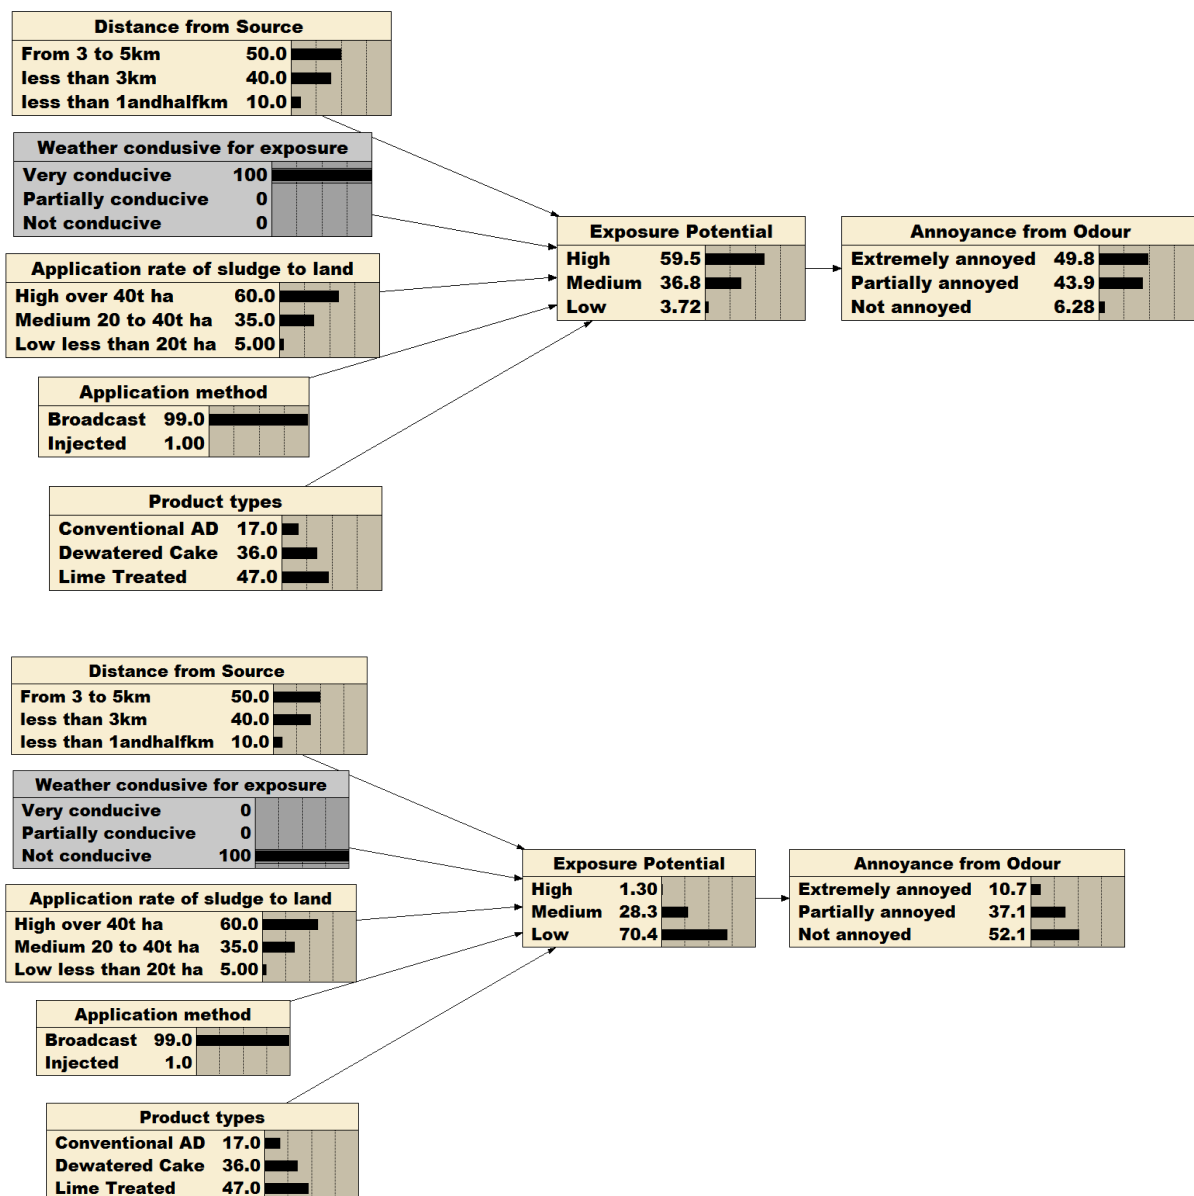 Distance from Source
From 3 to 5km 50.0
less than 3km 40.0
less than 1andhalfkm 10.0
Weather condusive for exposure
Very conducive 100
Partially conducive 0
Not conducive 0
Application rate of sludge to land
High over 40t ha 60.0
Medium 20 to 40t ha 35.0
Low less than 20t ha 5.00
Application method
Broadcast 99.0
Injected 1.00
Product types
Conventional AD 17.0
Dewatered Cake 36.0
Lime Treated 47.0
Exposure Potential
High 59.5
Medium 36.8
Low 3.72
Annoyance from Odour
Extremely annoyed 49.8
Partially annoyed 43.9
Not annoyed 6.28
Distance from Source
From 3 to 5km 50.0
less than 3km 40.0
less than 1andhalfkm 10.0
Weather condusive for exposure
Very conducive 0
Partially conducive 0
Not conducive 100
Application rate of sludge to land
High over 40t ha 60.0
Medium 20 to 40t ha 35.0
Low less than 20t ha 5.00
Application method
Broadcast 99.0
Injected 1.0
Product types
Conventional AD 17.0
Dewatered Cake 36.0
Lime Treated 47.0
Exposure Potential
High 1.30
Medium 28.3
Low 70.4
Annoyance from Odour
Extremely annoyed 10.7
Partially annoyed 37.1
Not annoyed 52.1